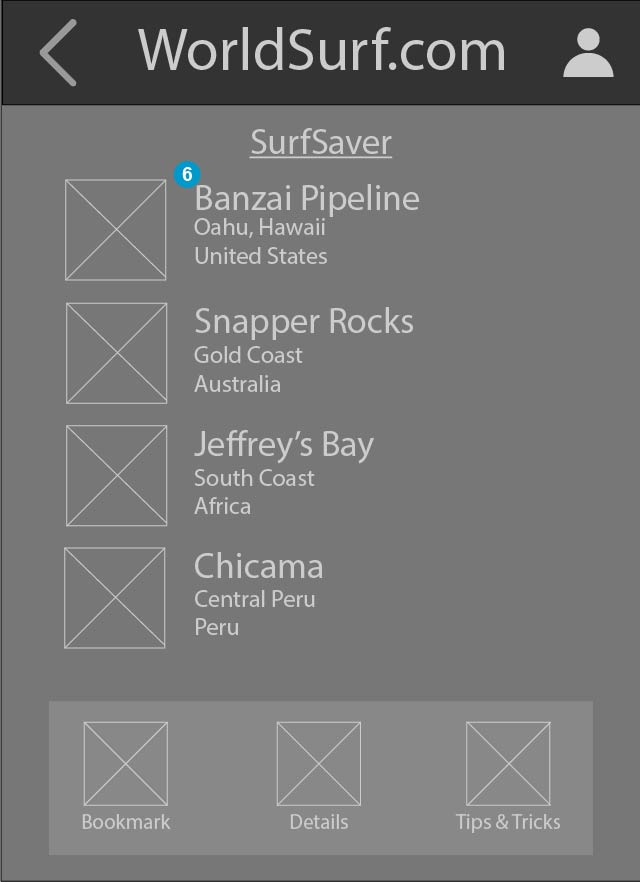 WorldSurf.com
SurfSaver
6
Banzai Pipeline
Oahu, Hawaii
United States
Snapper Rocks
Gold Coast
Australia
Jeffrey’s Bay
South Coast
Africa
Chicama
Central Peru
Peru
Bookmark
Details
Tips & Tricks